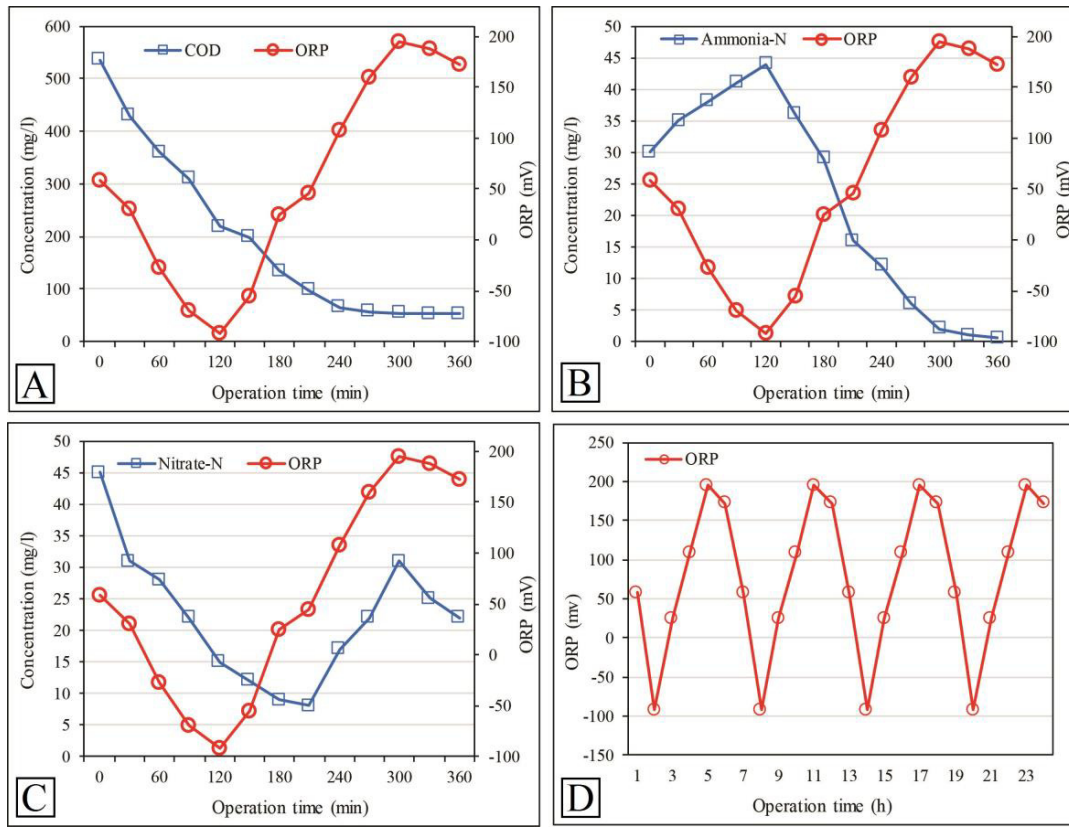 COD ORP
600
500
400
300
200
100
0
200
150
100
50
0
-50
-100
Concentration (mg/l)
ORP (mV)
0 60 120 180 240 300 360
Operation time (min)
A
Ammonia-N ORP
50
45
40
35
30
25
20
15
10
5
0
200
150
100
50
0
-50
-100
Concentration (mg/l)
ORP (mV)
0 60 120 180 240 300 360
Operation time (min)
B
Nitrate-N ORP
50
45
40
35
30
25
20
15
10
5
0
200
150
100
50
0
-50
-100
Concentration (mg/l)
ORP (mV)
0 60 120 180 240 300 360
Operation time (min)
C
ORP
250
200
150
100
50
0
-50
-100
-150
ORP (mv)
1 3 5 7 9 11 13 15 17 19 21 23
Operation time (h)
D